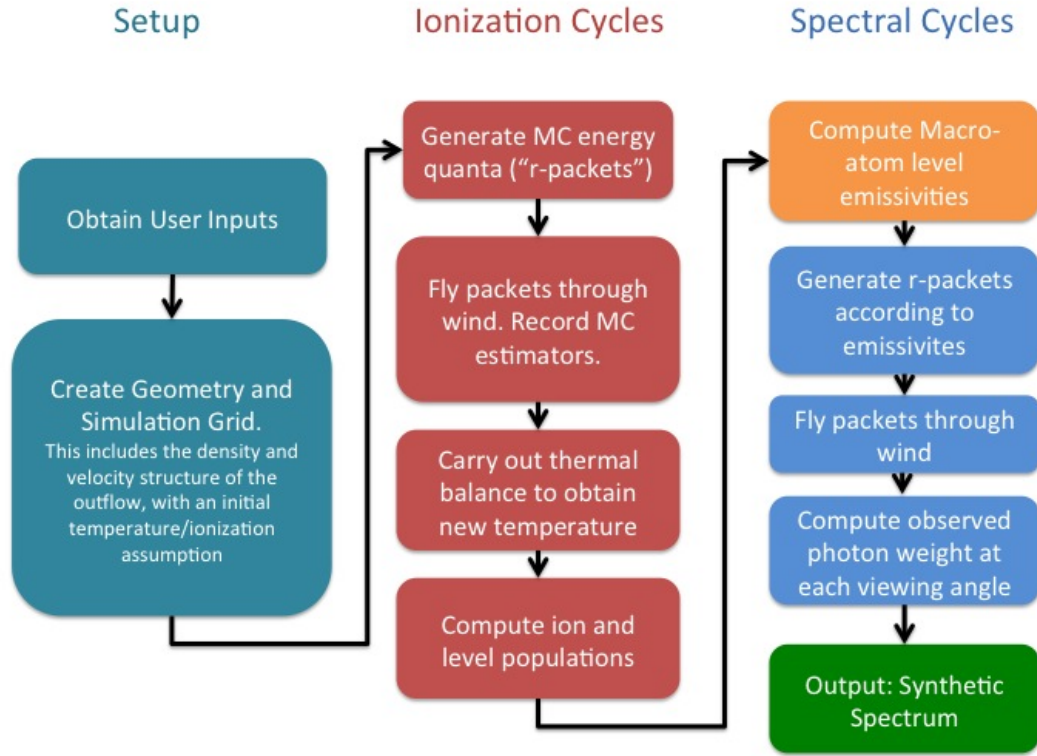 Setup
Obtain User Inputs
Create Geometry and
Simulation Grid.
This includes the density and
velocity structure of the
outflow, with an initial
temperature/ionization
assumption
Ionization Cycles
Generate MC energy
quanta (“r-packets”)
Fly packets through
wind. Record MC
estimators.
Carry out thermal
balance to obtain
new temperature
Compute ion and
level populations
Spectral Cycles
Compute Macro-
atom level
emissivities
Generate r-packets
according to
emissivites
Fly packets through
wind
Compute observed
photon weight at
each viewing angle
Output: Synthetic
Spectrum